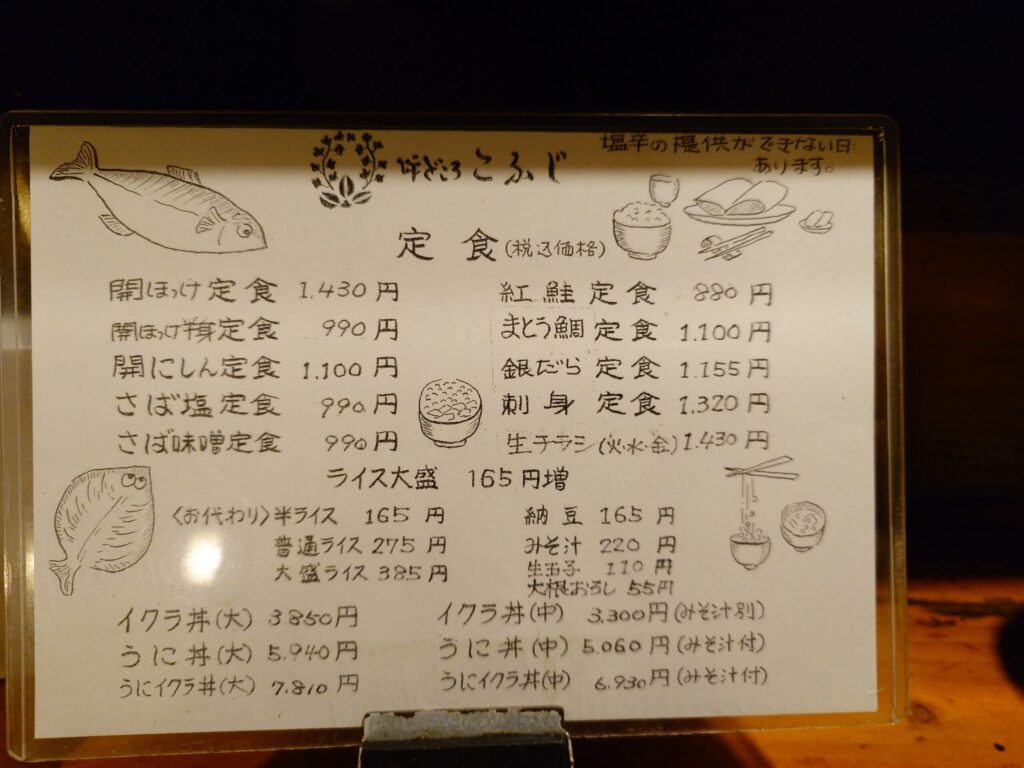 味どころ こふじ
塩辛の提供ができない日
あります。
定食(税込価格)
開ほっけ定食 1.430円
開ほっけ半身定食 990円
開にしん定食 1.100円
さば塩定食 990円
さば味噌定食 990円
紅鮭定食 880円
まとう鯛定食 1.100円
銀だら定食 1.155円
刺身定食 1.320円
生チラシ(火・水・金) 1.430円
ライス大盛 165円増
〈お代わり〉半ライス 165円
普通ライス 275円
大盛ライス 385円
納豆 165円
みそ汁 220円
生玉子 110円
大根おろし 55円
イクラ丼(大) 3.850円
うに丼(大) 5.940円
うにイクラ丼(大) 7.810円
イクラ丼(中) 3.300円(みそ汁別)
うに丼(中) 5.060円(みそ汁付)
うにイクラ丼(中) 6.930円(みそ汁付)